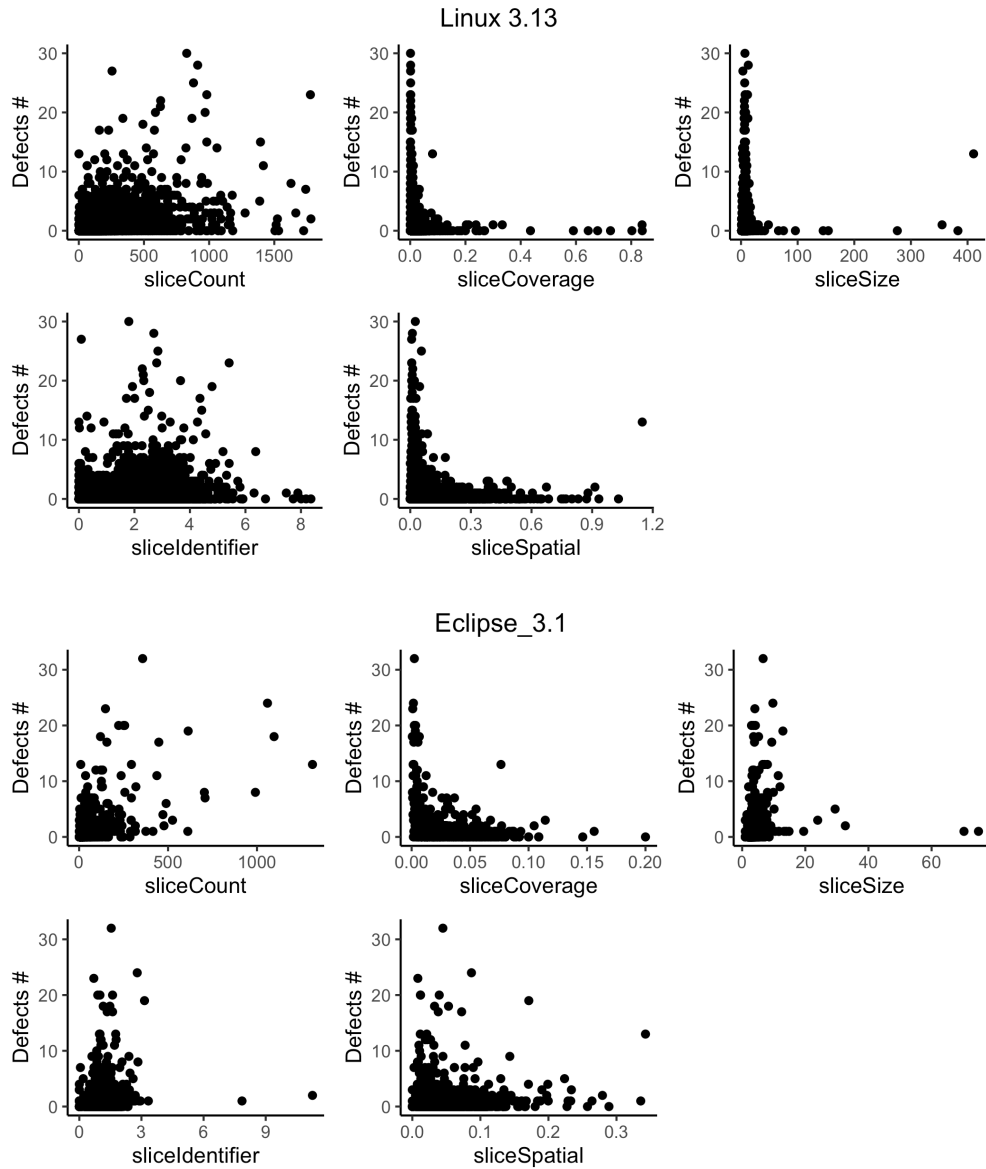 Linux 3.13
Defects #
30
20
10
0
0 500 1000 1500
sliceCount
Defects #
30
20
10
0
0.0 0.2 0.4 0.6 0.8
sliceCoverage
Defects #
30
20
10
0
0 100 200 300 400
sliceSize
Defects #
30
20
10
0
0 2 4 6 8
sliceIdentifier
Defects #
30
20
10
0
0.0 0.3 0.6 0.9 1.2
sliceSpatial
Eclipse_3.1
Defects #
30
20
10
0
0 500 1000
sliceCount
Defects #
30
20
10
0
0.00 0.05 0.10 0.15 0.20
sliceCoverage
Defects #
30
20
10
0
0 20 40 60
sliceSize
Defects #
30
20
10
0
0 3 6 9
sliceIdentifier
Defects #
30
20
10
0
0.0 0.1 0.2 0.3
sliceSpatial